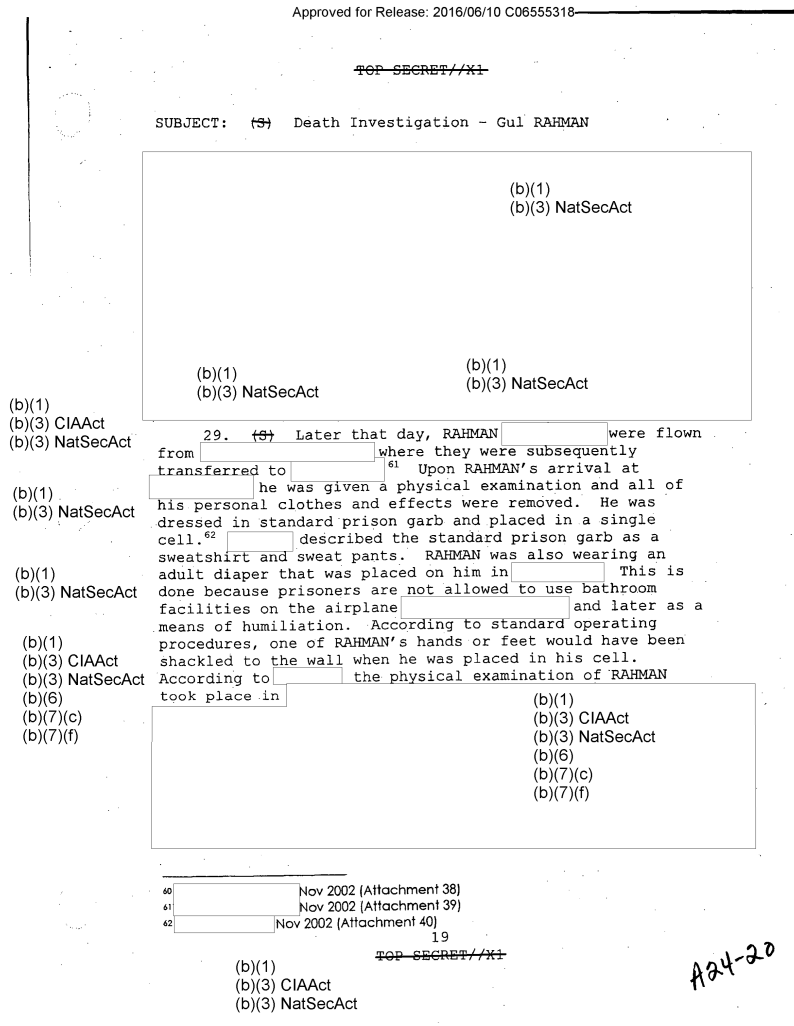 Approved for Release: 2016/06/10 C06555318
TOP SECRET//X1
SUBJECT: (S) Death Investigation - Gul RAHMAN
(b)(1)
(b)(3) NatSecAct
(b)(1)
(b)(3) NatSecAct
(b)(1)
(b)(3) NatSecAct
(b)(1)
(b)(3) CIAAct
(b)(3) NatSecAct
29. (S) Later that day, RAHMAN were flown
from where they were subsequently
transferred to 61 Upon RAHMAN's arrival at
he was given a physical examination and all of
(b)(1)
(b)(3) NatSecAct
his personal clothes and effects were removed. He was
dressed in standard prison garb and placed in a single
cell.62 described the standard prison garb as a
sweatshirt and sweat pants. RAHMAN was also wearing an
adult diaper that was placed on him in This is
(b)(1)
(b)(3) NatSecAct
done because prisoners are not allowed to use bathroom
facilities on the airplane and later as a
means of humiliation. According to standard operating
procedures, one of RAHMAN's hands or feet would have been
shackled to the wall when he was placed in his cell.
According to the physical examination of RAHMAN
took place in
(b)(1)
(b)(3) CIAAct
(b)(3) NatSecAct
(b)(6)
(b)(7)(c)
(b)(7)(f)
(b)(1)
(b)(3) CIAAct
(b)(3) NatSecAct
(b)(6)
(b)(7)(c)
(b)(7)(f)
60 Nov 2002 (Attachment 38)
61 Nov 2002 (Attachment 39)
62 Nov 2002 (Attachment 40)
19
TOP SECRET//X1
(b)(1)
(b)(3) CIAAct
(b)(3) NatSecAct
A24-20